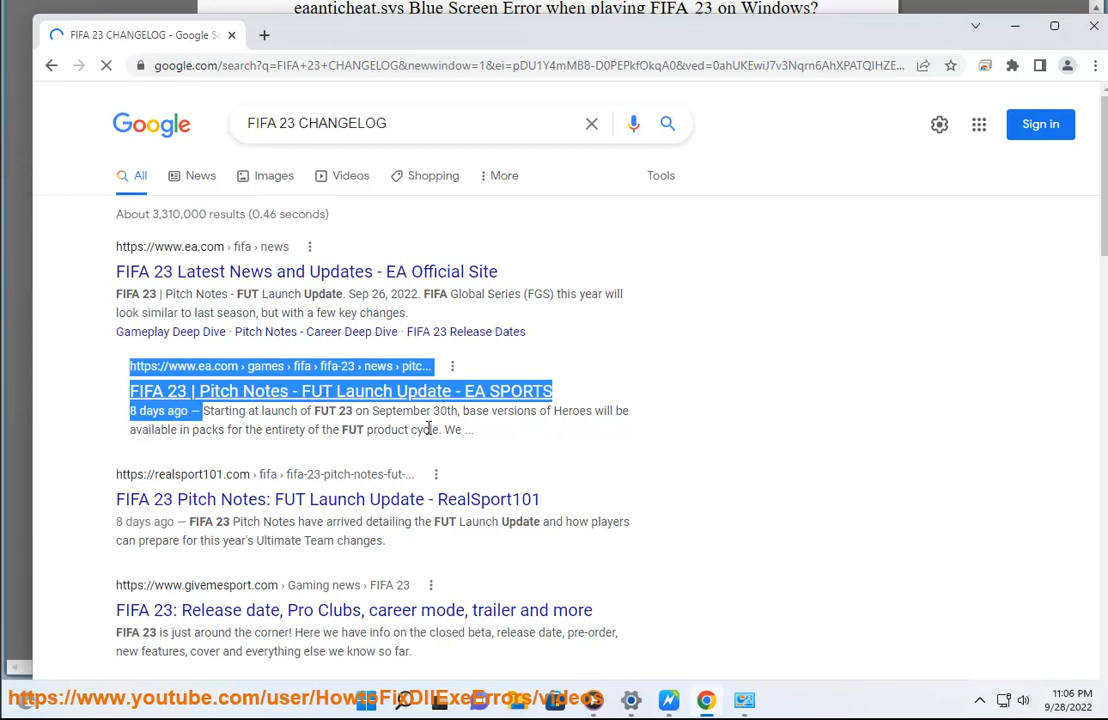 eaanticheat.sys Blue Screen Error when playing FIFA 23 on Windows?
FIFA 23 CHANGELOG - Google Se
google.com/search?q=FIFA+23+CHANGELOG&newwindow=1&ei=pDU1Y4mMB8-D0PEPkfOkqA0&ved=0ahUKEwiJ7v3Nqrn6AhXPATQIHZE...
Google
FIFA 23 CHANGELOG
Sign in
All
News
Images
Videos
Shopping
More
Tools
About 3,310,000 results (0.46 seconds)
https://www.ea.com › fifa › news
FIFA 23 Latest News and Updates - EA Official Site
FIFA 23 | Pitch Notes - FUT Launch Update. Sep 26, 2022. FIFA Global Series (FGS) this year will
look similar to last season, but with a few key changes.
Gameplay Deep Dive · Pitch Notes - Career Deep Dive · FIFA 23 Release Dates
https://www.ea.com › games › fifa › fifa-23 › news › pitc...
FIFA 23 | Pitch Notes - FUT Launch Update - EA SPORTS
8 days ago — Starting at launch of FUT 23 on September 30th, base versions of Heroes will be
available in packs for the entirety of the FUT product cycle. We ...
https://realsport101.com › fifa › fifa-23-pitch-notes-fut-...
FIFA 23 Pitch Notes: FUT Launch Update - RealSport101
8 days ago — FIFA 23 Pitch Notes have arrived detailing the FUT Launch Update and how players
can prepare for this year's Ultimate Team changes.
https://www.givemesport.com › Gaming news › FIFA 23
FIFA 23: Release date, Pro Clubs, career mode, trailer and more
FIFA 23 is just around the corner! Here we have info on the closed beta, release date, pre-order,
new features, cover and everything else we know so far.
https://www.youtube.com/user/HowtoFixDllExeErrors/videos
11:06 PM
9/28/2022